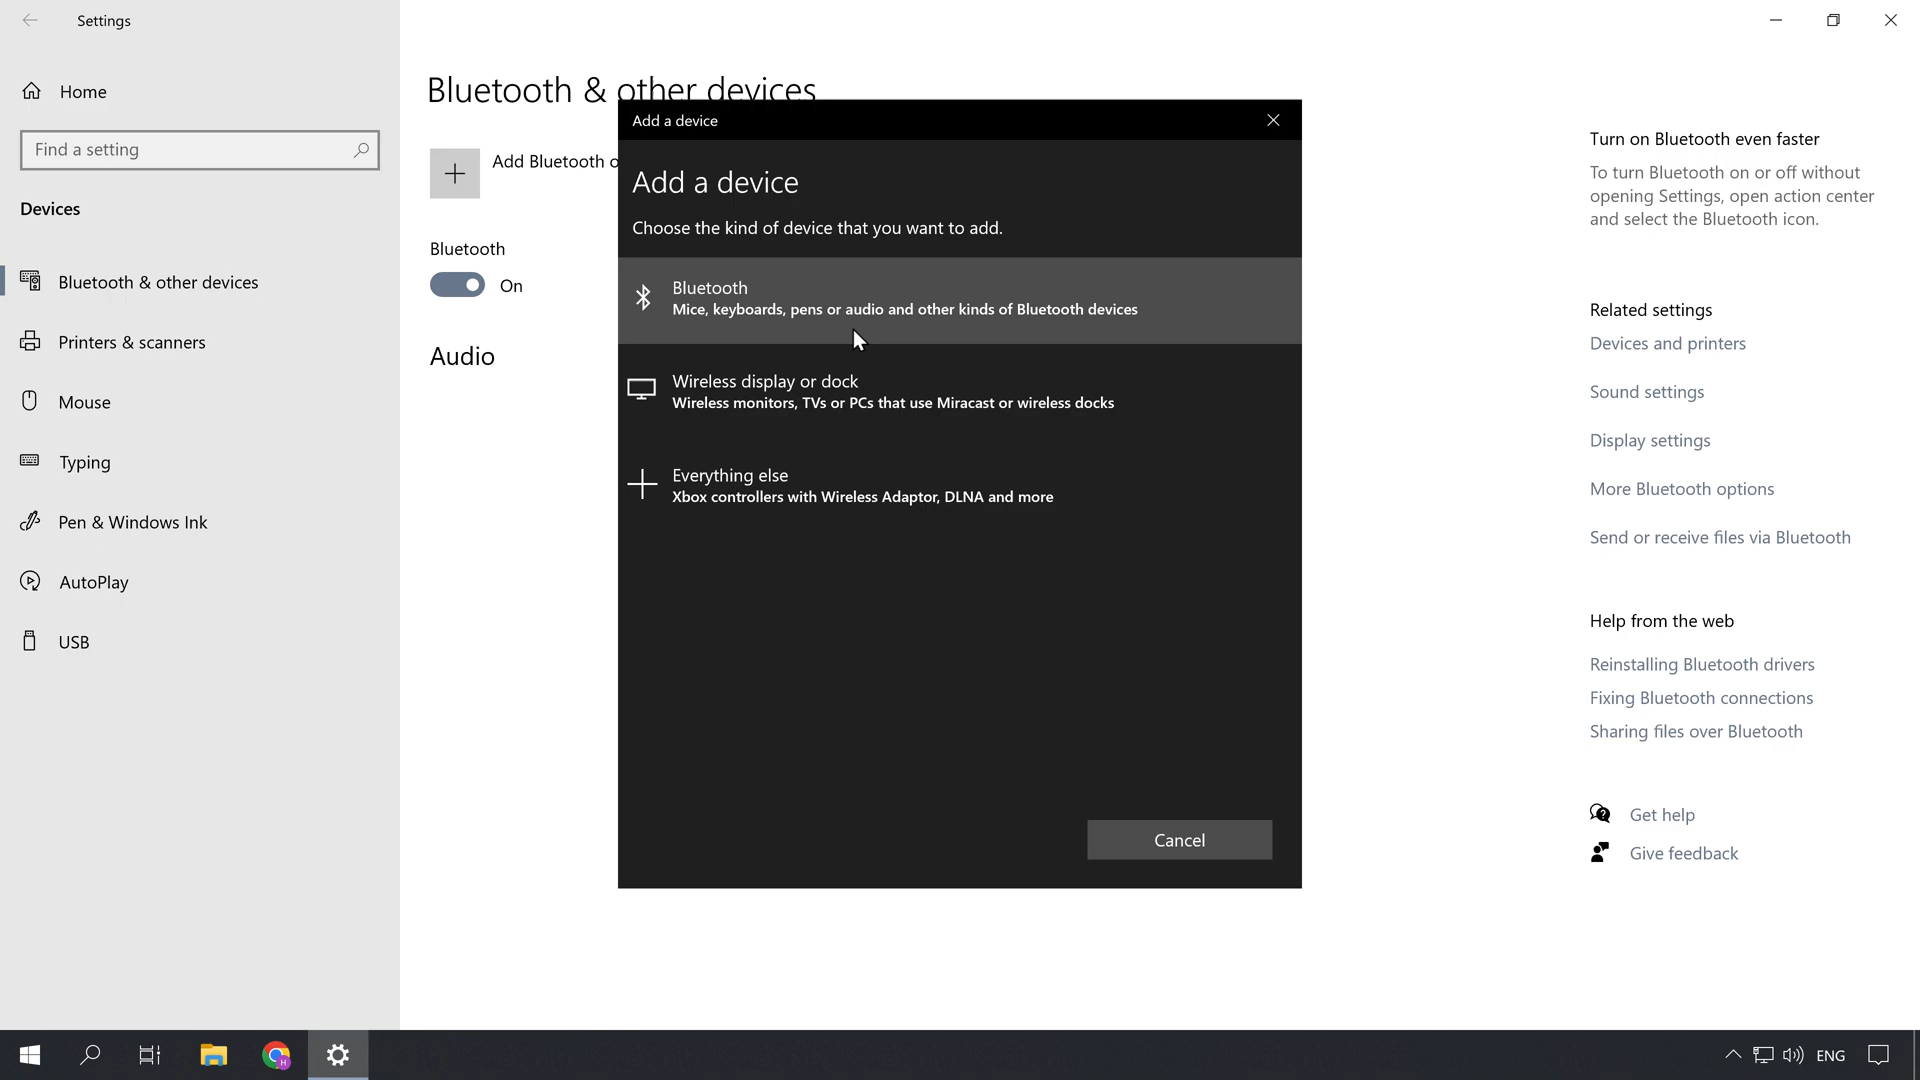 Settings
Home
Find a setting
Devices
Bluetooth & other devices
Printers & scanners
Mouse
Typing
Pen & Windows Ink
AutoPlay
USB
Bluetooth & other devices
Add Bluetooth o
Bluetooth
On
Audio
Add a device
Add a device
Choose the kind of device that you want to add.
Bluetooth
Mice, keyboards, pens or audio and other kinds of Bluetooth devices
Wireless display or dock
Wireless monitors, TVs or PCs that use Miracast or wireless docks
Everything else
Xbox controllers with Wireless Adaptor, DLNA and more
Cancel
Turn on Bluetooth even faster
To turn Bluetooth on or off without
opening Settings, open action center
and select the Bluetooth icon.
Related settings
Devices and printers
Sound settings
Display settings
More Bluetooth options
Send or receive files via Bluetooth
Help from the web
Reinstalling Bluetooth drivers
Fixing Bluetooth connections
Sharing files over Bluetooth
Get help
Give feedback
H
ENG